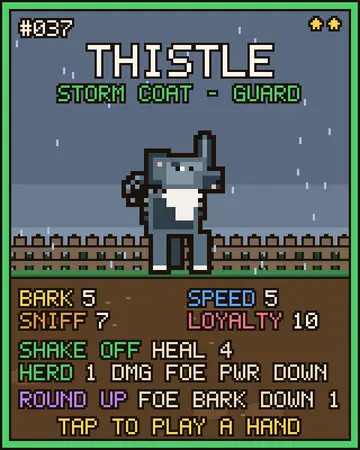 #037
THISTLE
STORM COAT - GUARD
BARK 5 SPEED 5
SNIFF 7 LOYALTY 10
SHAKE OFF HEAL 4
HERD 1 DMG FOE PWR DOWN
ROUND UP FOE BARK DOWN 1
TAP TO PLAY A HAND